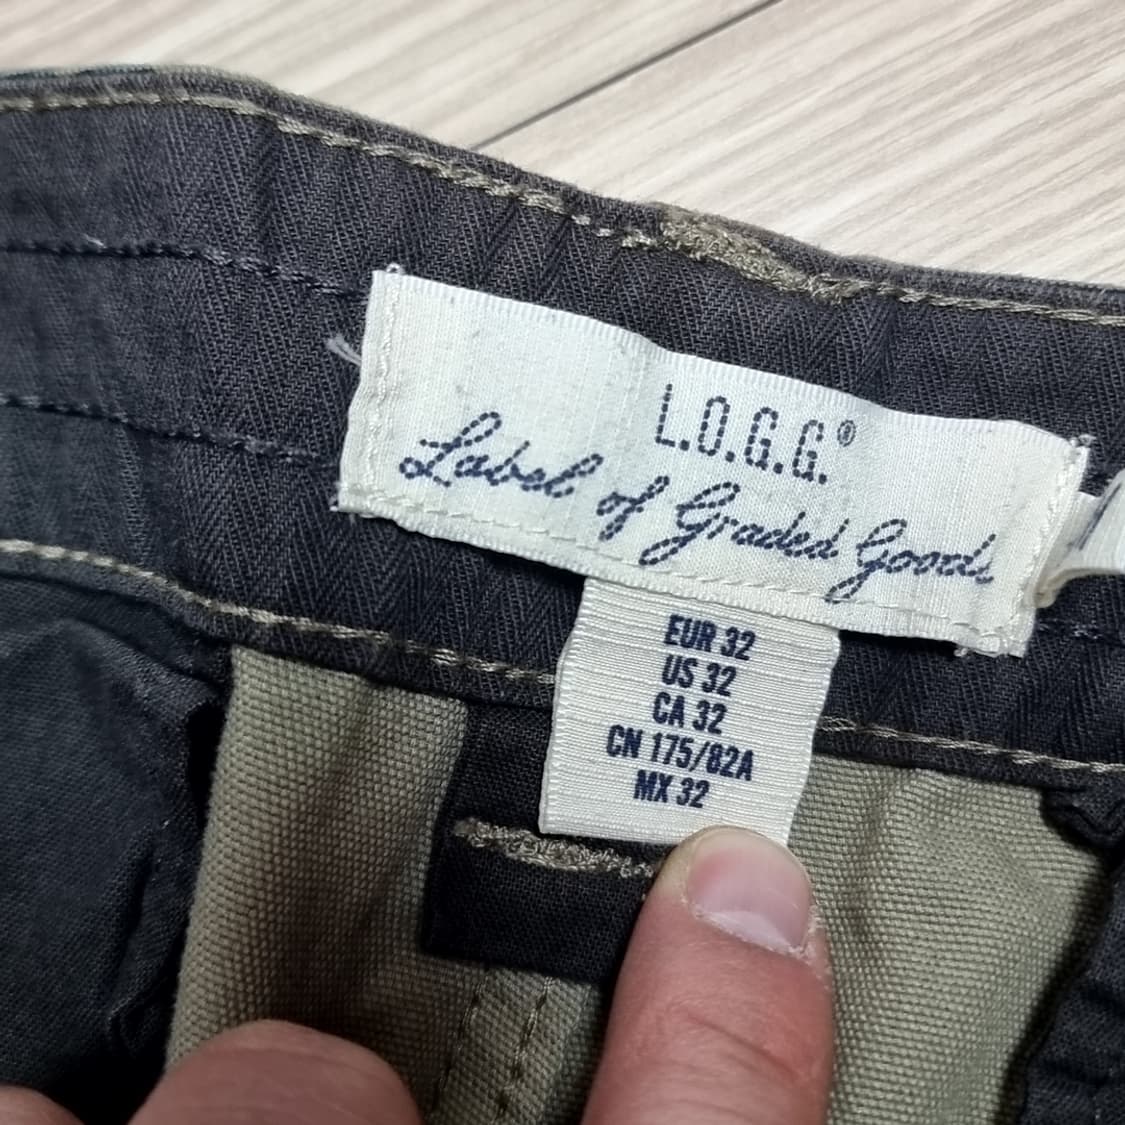 L.O.G.G.®
Label of Graded Goods
EUR 32
US 32
CA 32
CN 175/82A
MX 32